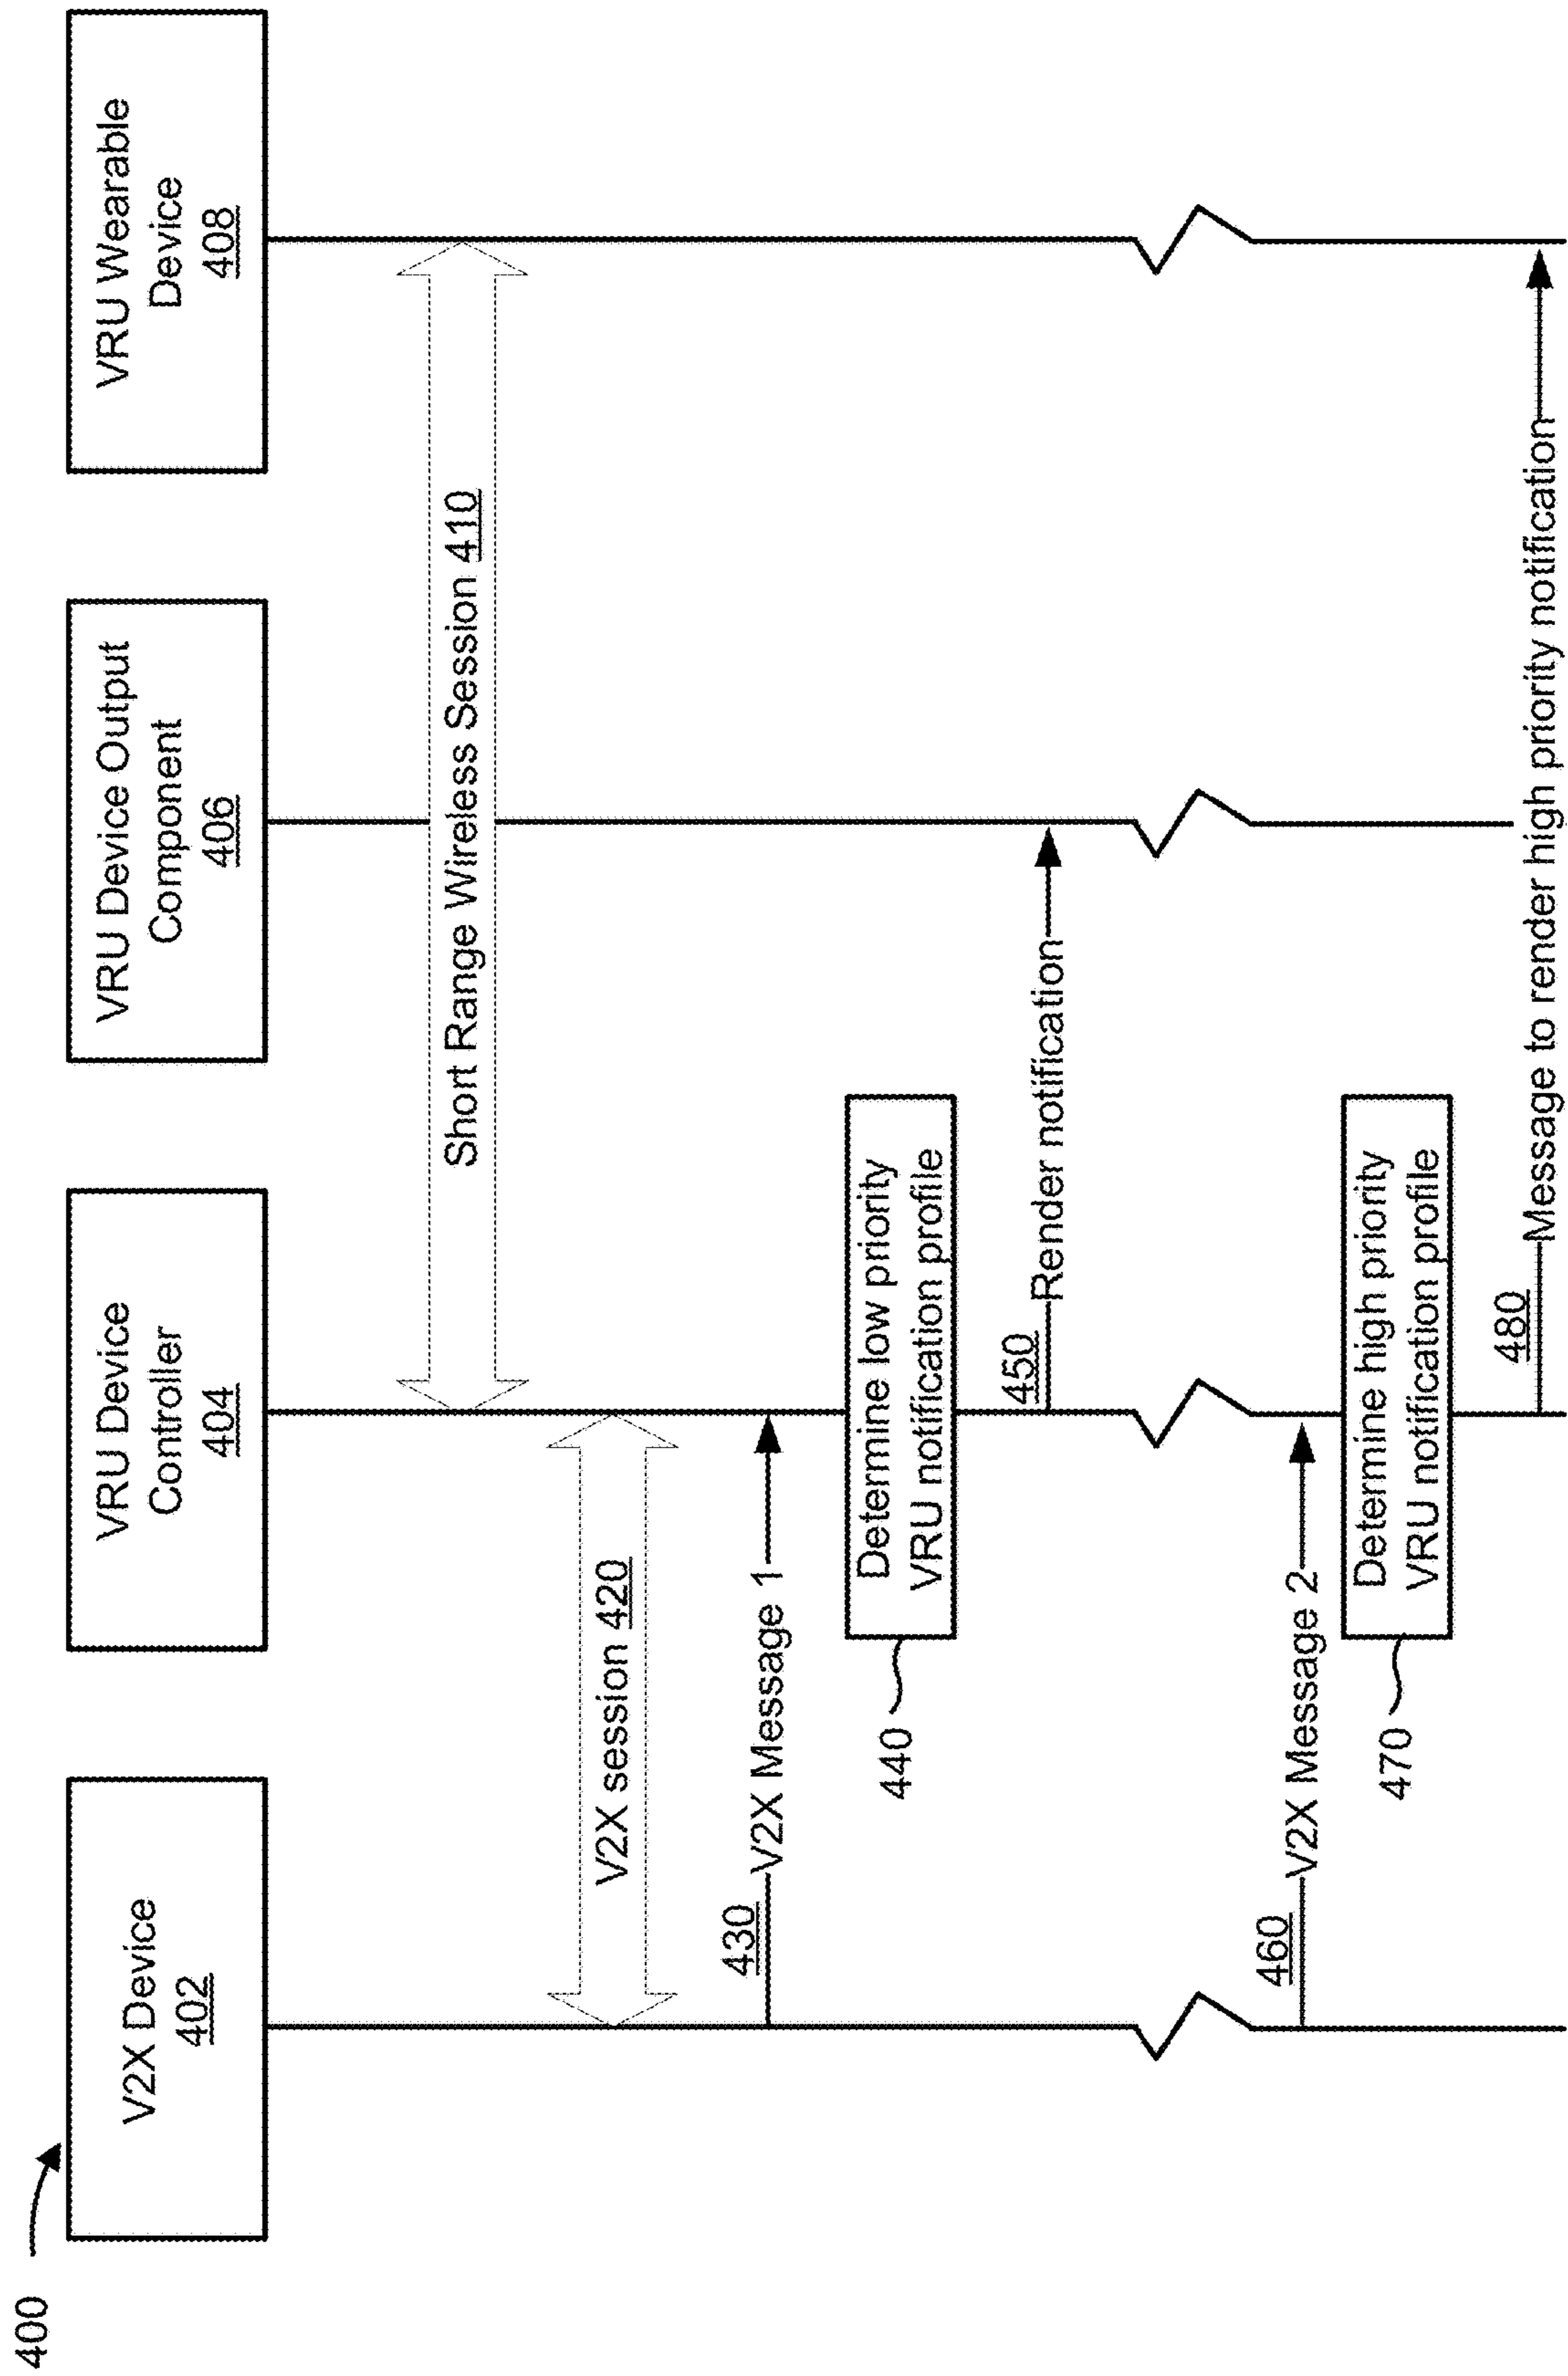 400
V2X Device
402
VRU Device
Controller
404
VRU Device Output
Component
406
VRU Wearable
Device
408
Short Range Wireless Session 410
V2X session 420
430
V2X Message 1
Determine low priority
VRU notification profile
440
450
Render notification
460
V2X Message 2
Determine high priority
VRU notification profile
470
480
Message to render high priority notification